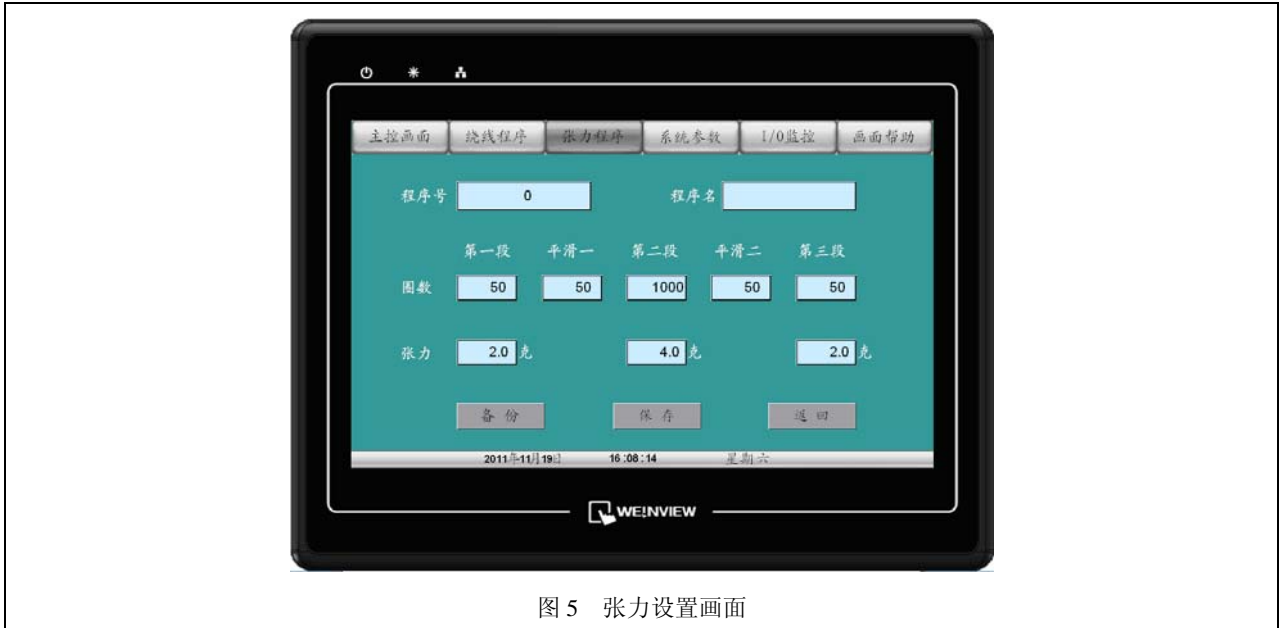 主控画面 绕线程序 张力程序 系统参数 I/O监控 画面帮助
程序号 0 程序名
第一段 平滑一 第二段 平滑二 第三段
圈数 50 50 1000 50 50
张力 2.0 克 4.0 克 2.0 克
备份 保存 返回
2011年11月19日 16:08:14 星期六
WE!NVIEW
图 5 张力设置画面